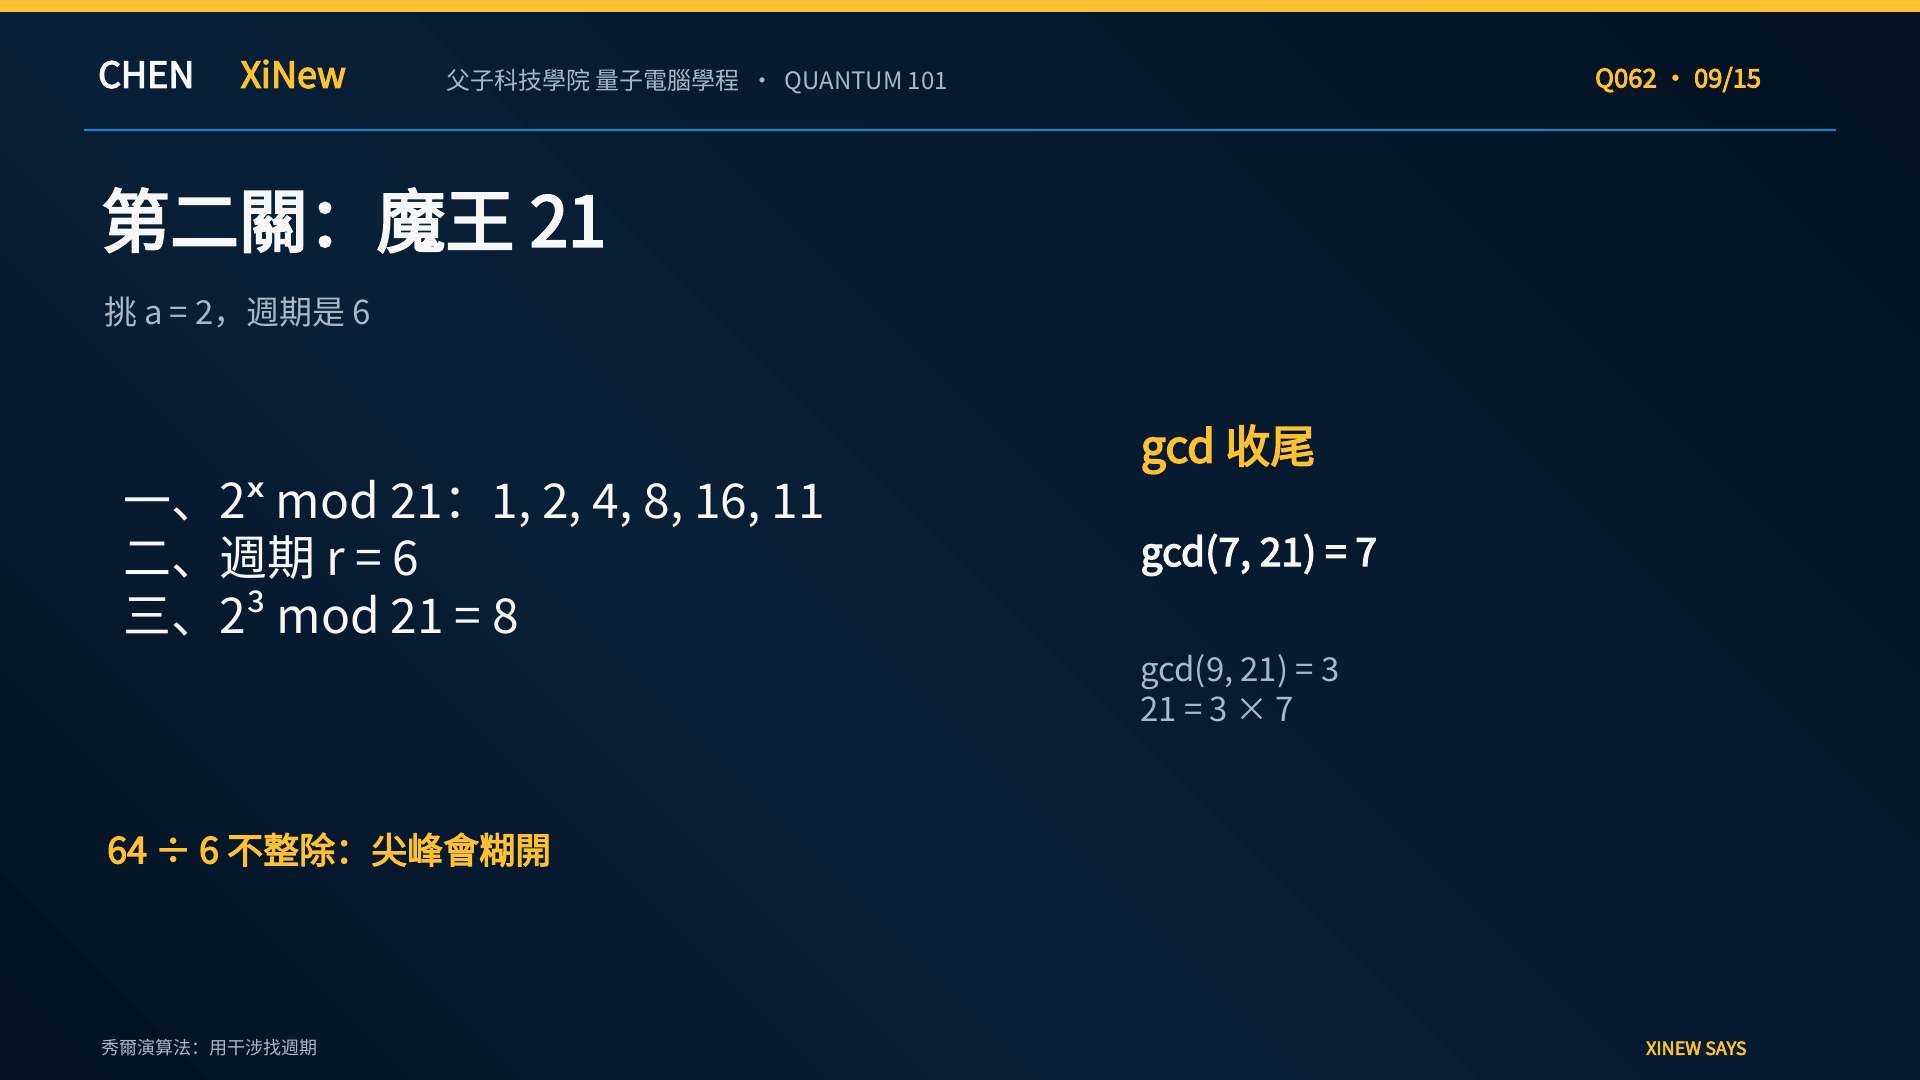 CHEN XiNew 父子科技學院 量子電腦學程 · QUANTUM 101 Q062 · 09/15
第二關：魔王 21
挑 a = 2，週期是 6
一、2ˣ mod 21：1, 2, 4, 8, 16, 11
二、週期 r = 6
三、2³ mod 21 = 8
gcd 收尾
gcd(7, 21) = 7
gcd(9, 21) = 3
21 = 3 × 7
64 ÷ 6 不整除：尖峰會糊開
秀爾演算法：用干涉找週期 XINEW SAYS